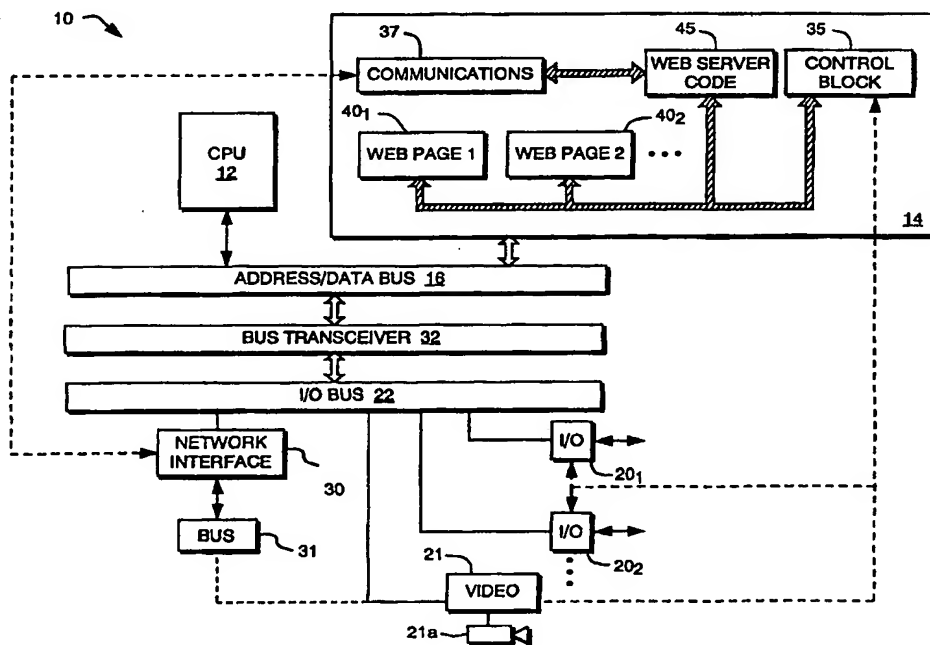 10
37
45
35
COMMUNICATIONS
WEB SERVER
CODE
CONTROL
BLOCK
40₁
40₂
WEB PAGE 1
WEB PAGE 2
CPU
12
14
ADDRESS/DATA BUS 16
BUS TRANSCEIVER 32
I/O BUS 22
NETWORK
INTERFACE
30
I/O
20₁
BUS
31
I/O
20₂
21
VIDEO
21a